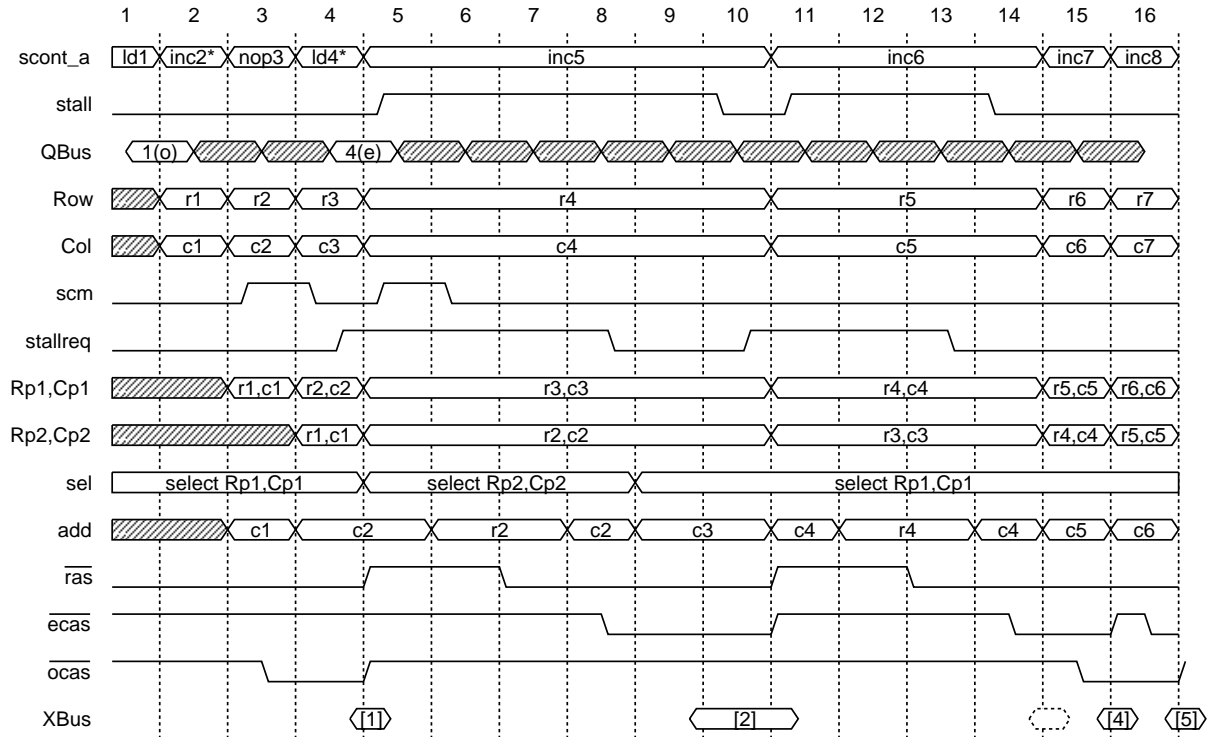 1 2 3 4 5 6 7 8 9 10 11 12 13 14 15 16
scont_a ld1 inc2* nop3 ld4* inc5 inc6 inc7 inc8
stall
QBus 1(o) 4(e)
Row r1 r2 r3 r4 r5 r6 r7
Col c1 c2 c3 c4 c5 c6 c7
scm
stallreq
Rp1,Cp1 r1,c1 r2,c2 r3,c3 r4,c4 r5,c5 r6,c6
Rp2,Cp2 r1,c1 r2,c2 r3,c3 r4,c4 r5,c5
sel select Rp1,Cp1 select Rp2,Cp2 select Rp1,Cp1
add c1 c2 r2 c2 c3 c4 r4 c4 c5 c6
ras
ecas
ocas
XBus [1] [2] [4] [5]